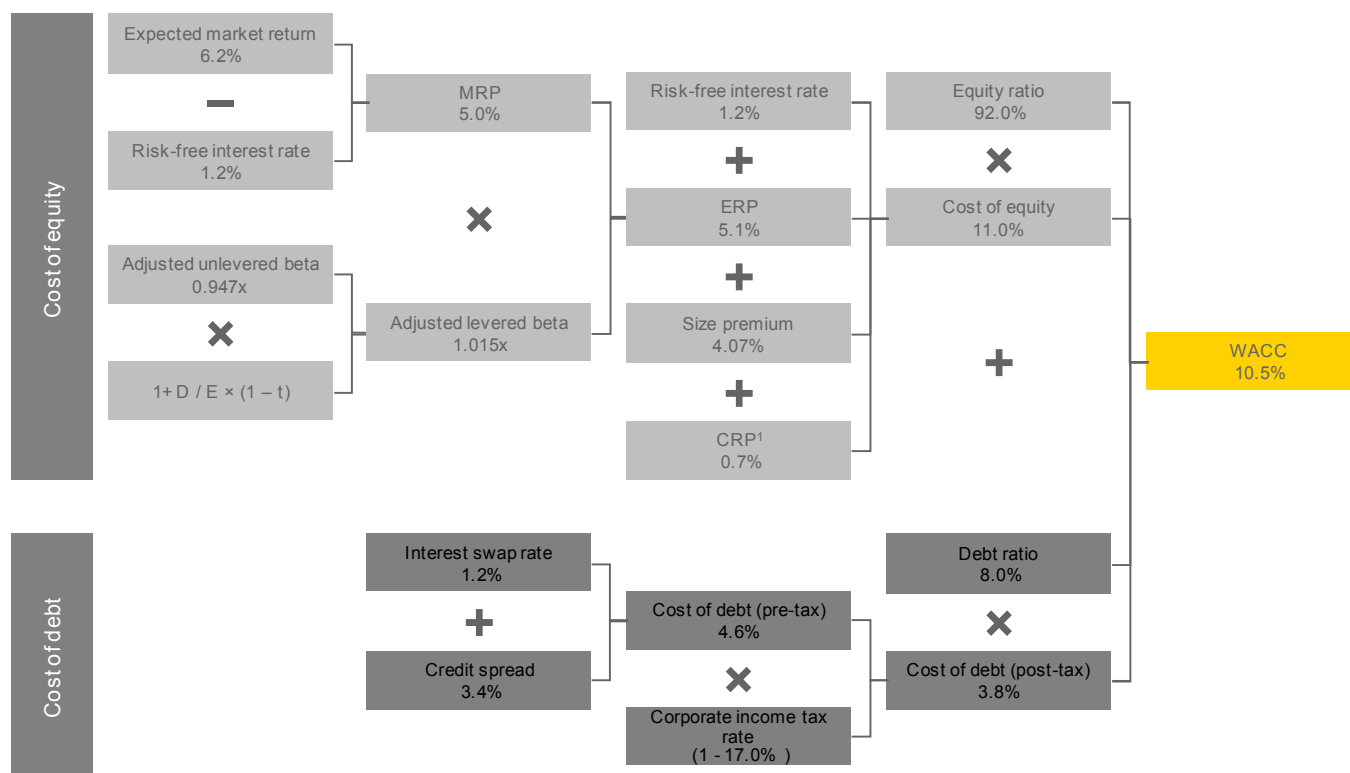 Cost of equity
Expected market return
6.2%
Risk-free interest rate
1.2%
Adjusted unlevered beta
0.947x
1+ D / E × (1 – t)
MRP
5.0%
Adjusted levered beta
1.015x
Risk-free interest rate
1.2%
ERP
5.1%
Size premium
4.07%
CRP¹
0.7%
Equity ratio
92.0%
Cost of equity
11.0%
WACC
10.5%
Cost of debt
Interest swap rate
1.2%
Credit spread
3.4%
Cost of debt (pre-tax)
4.6%
Corporate income tax
rate
(1 - 17.0% )
Debt ratio
8.0%
Cost of debt (post-tax)
3.8%